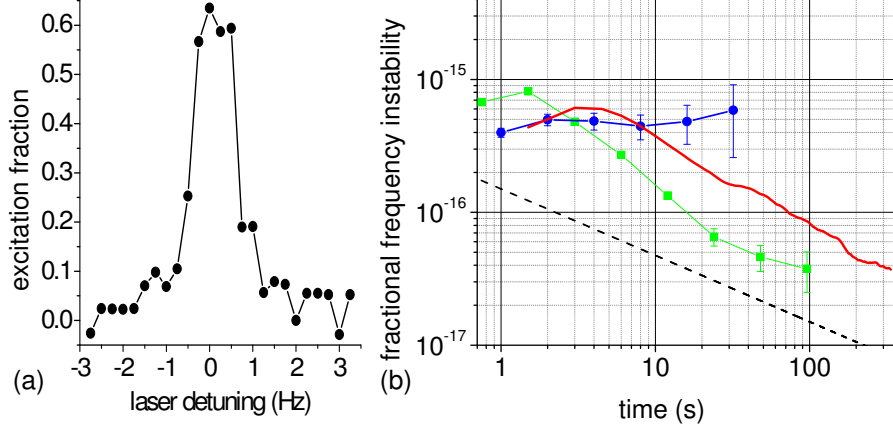 0.6
0.5
0.4
0.3
0.2
0.1
0.0
excitation fraction
-3 -2 -1 0 1 2 3
laser detuning (Hz)
(a)
fractional frequency instability
10⁻¹⁵
10⁻¹⁶
10⁻¹⁷
1 10 100
time (s)
(b)